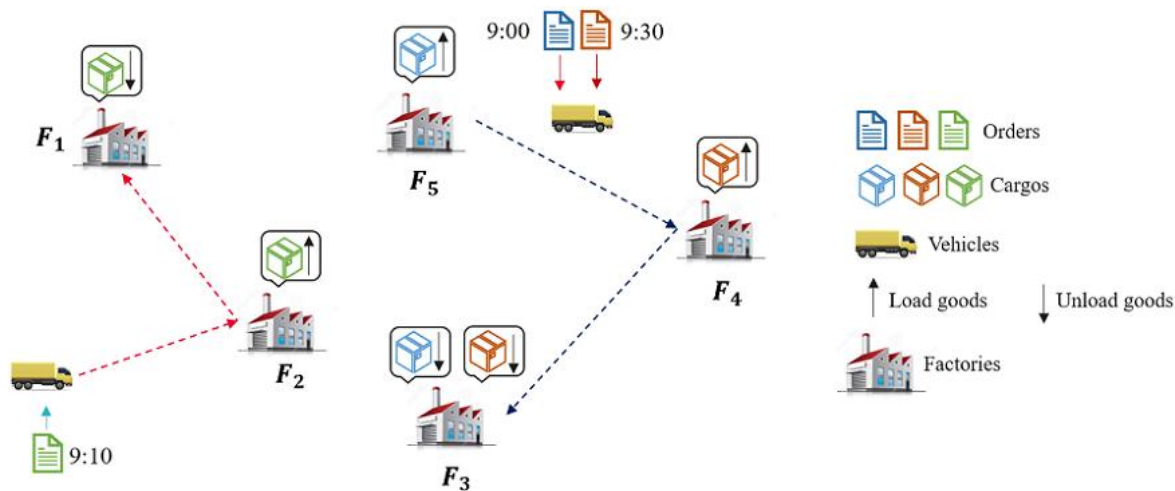 9:00
9:30
F1
F5
Orders
Cargos
F4
Vehicles
F2
Load goods
Unload goods
Factories
9:10
F3